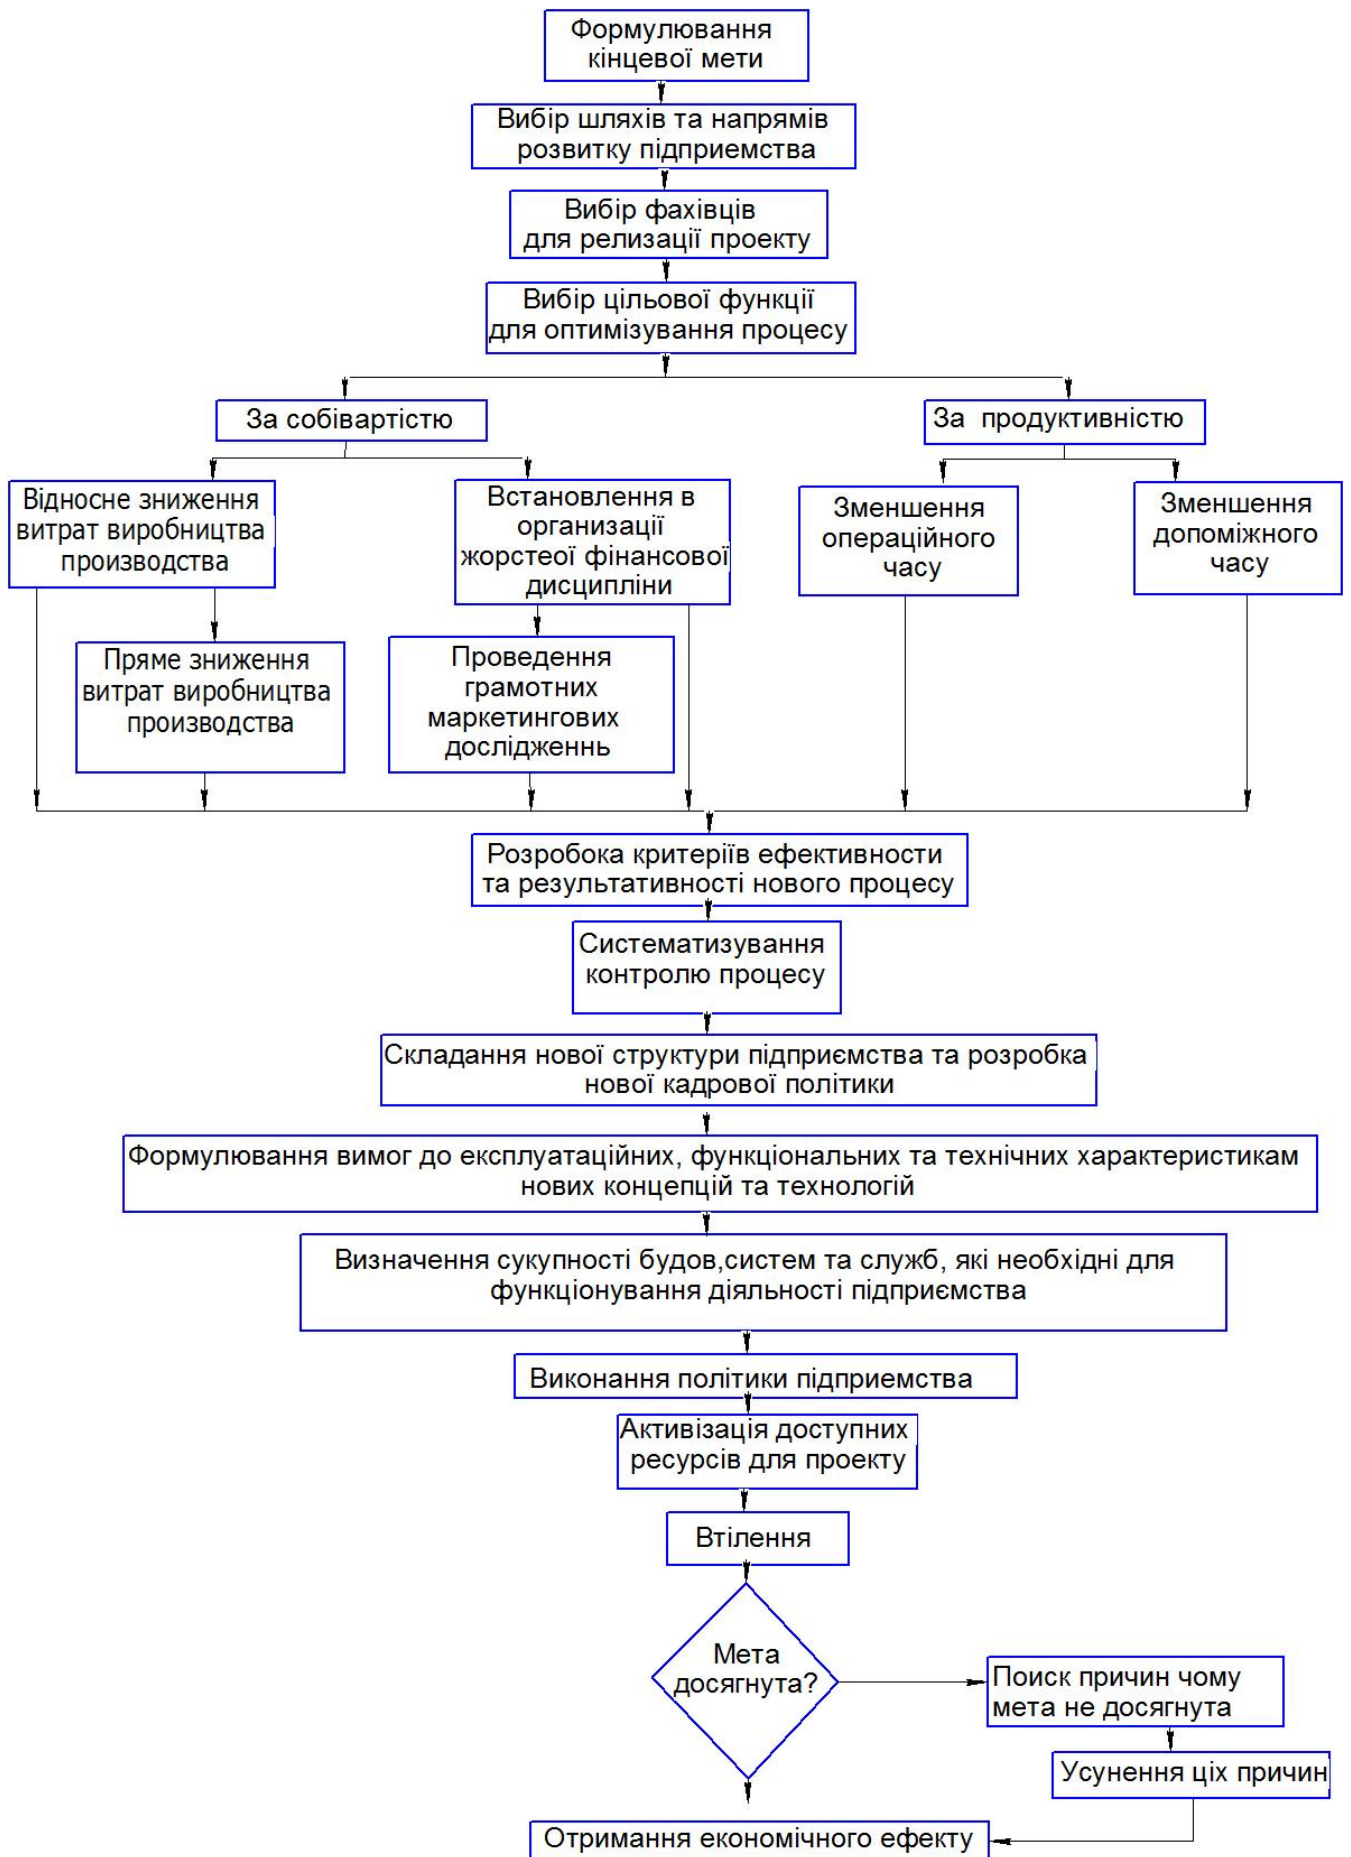 Формулювання
кінцевої мети
Вибір шляхів та напрямів
розвитку підприемства
Вибір фахівців
для релизації проекту
Вибір цільової функції
для оптимізування процесу
За собівартістю
За продуктивністю
Відносне зниження
витрат виробництва
производства
Встановлення в
организації
жорстеої фінансової
дисципліни
Зменшення
операційного
часу
Зменшення
допоміжного
часу
Пряме зниження
витрат виробництва
производства
Проведення
грамотних
маркетингових
дослідженнь
Розробока критеріїв ефективности
та результативності нового процесу
Систематизування
контролю процесу
Складання нової структури підприємства та розробка
нової кадрової політики
Формулювання вимог до експлуатаційних, функціональних та технічних характеристикам
нових концепцій та технологій
Визначення сукупності будов,систем та служб, які необхідні для
функціонування діяльності підприємства
Виконання політики підприемства
Активізація доступних
ресурсів для проекту
Втілення
Мета
досягнута?
Поиск причин чому
мета не досягнута
Усунення ціх причин
Отримання економічного ефекту